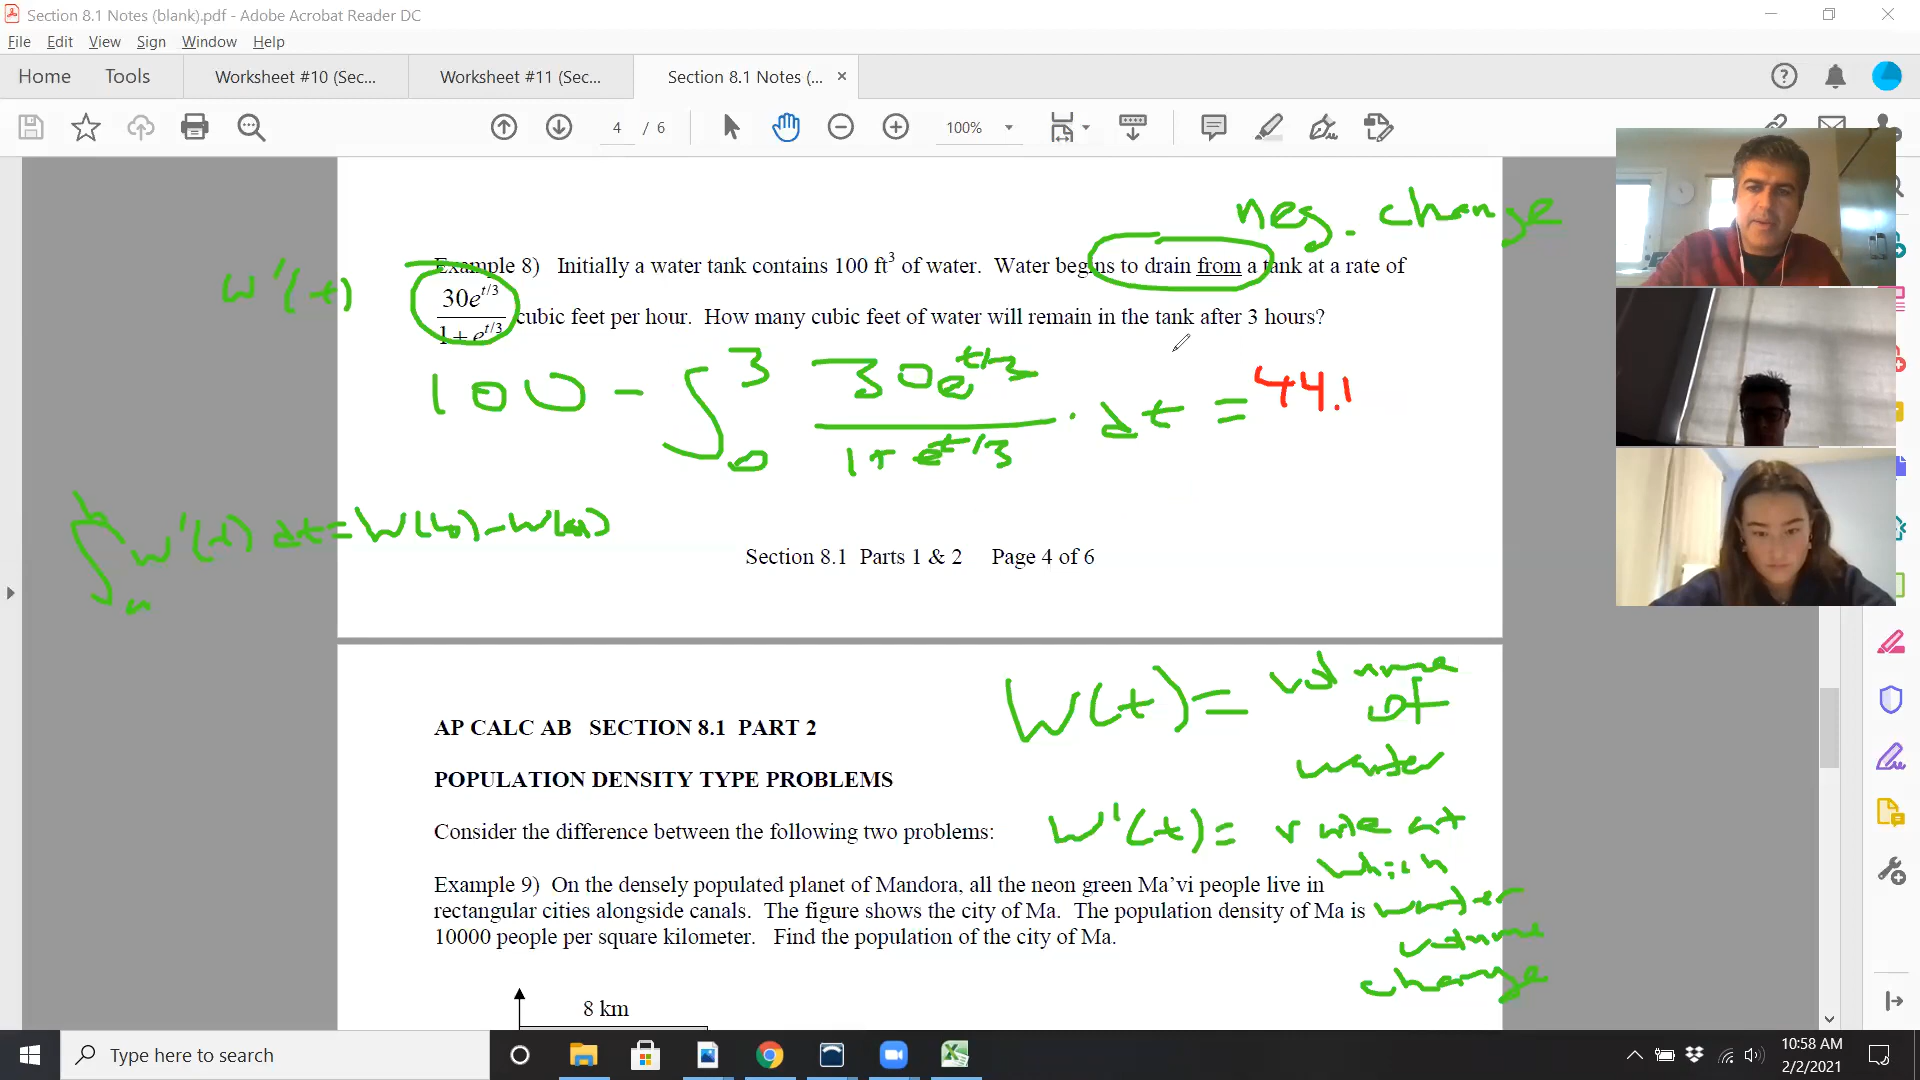 Section 8.1 Notes (blank).pdf - Adobe Acrobat Reader DC
File Edit View Sign Window Help
Home Tools Worksheet #10 (Sec... Worksheet #11 (Sec... Section 8.1 Notes (... ×
4 / 6 100%
neg. change
Example 8) Initially a water tank contains 100 ft³ of water. Water begins to drain from a tank at a rate of
W'(t)
30e^{t/3}
1 + e^{t/3} cubic feet per hour. How many cubic feet of water will remain in the tank after 3 hours?
100 - ∫_0^3 30e^{t/3} / 1+e^{t/3} · dt = 44.1
∫_a^b W'(t) dt = W(b) - W(a)
Section 8.1 Parts 1 & 2 Page 4 of 6
W(t) = volume
of
water
AP CALC AB SECTION 8.1 PART 2
POPULATION DENSITY TYPE PROBLEMS
Consider the difference between the following two problems:
W'(t) = rate at
which
water
volume
change
Example 9) On the densely populated planet of Mandora, all the neon green Ma’vi people live in
rectangular cities alongside canals. The figure shows the city of Ma. The population density of Ma is
10000 people per square kilometer. Find the population of the city of Ma.
8 km
Type here to search
10:58 AM
2/2/2021